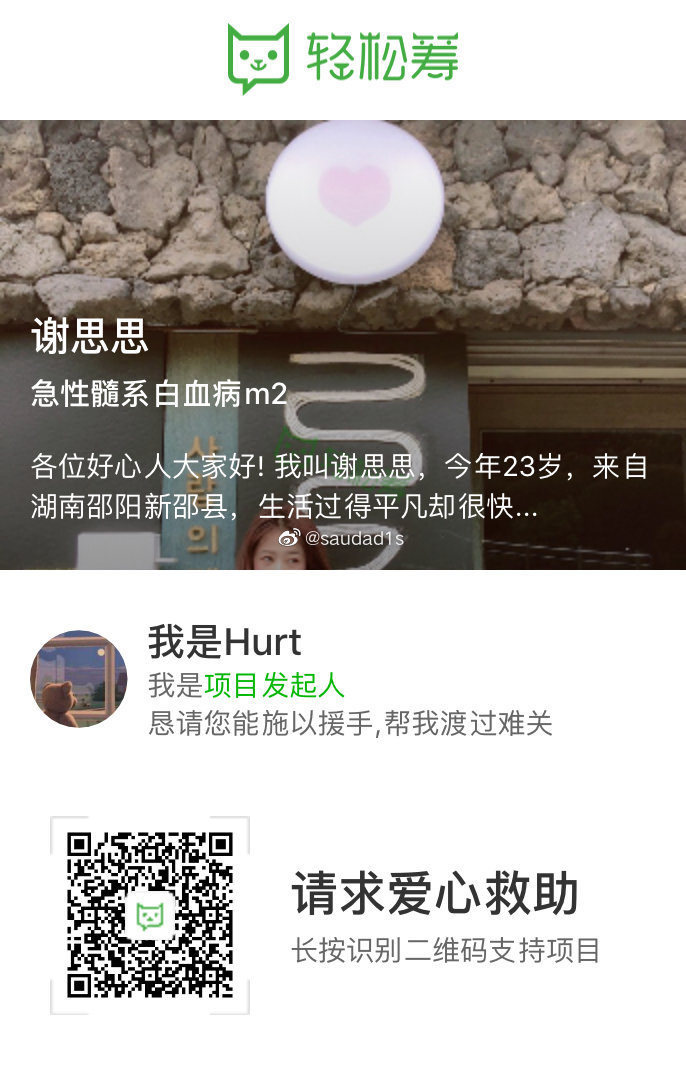 轻松筹
谢思思
急性髓系白血病m2
各位好心人大家好! 我叫谢思思，今年23岁，来自
湖南邵阳新邵县，生活过得平凡却很快...
@saudad1s
사람의
我是Hurt
我是项目发起人
恳请您能施以援手,帮我渡过难关
请求爱心救助
长按识别二维码支持项目